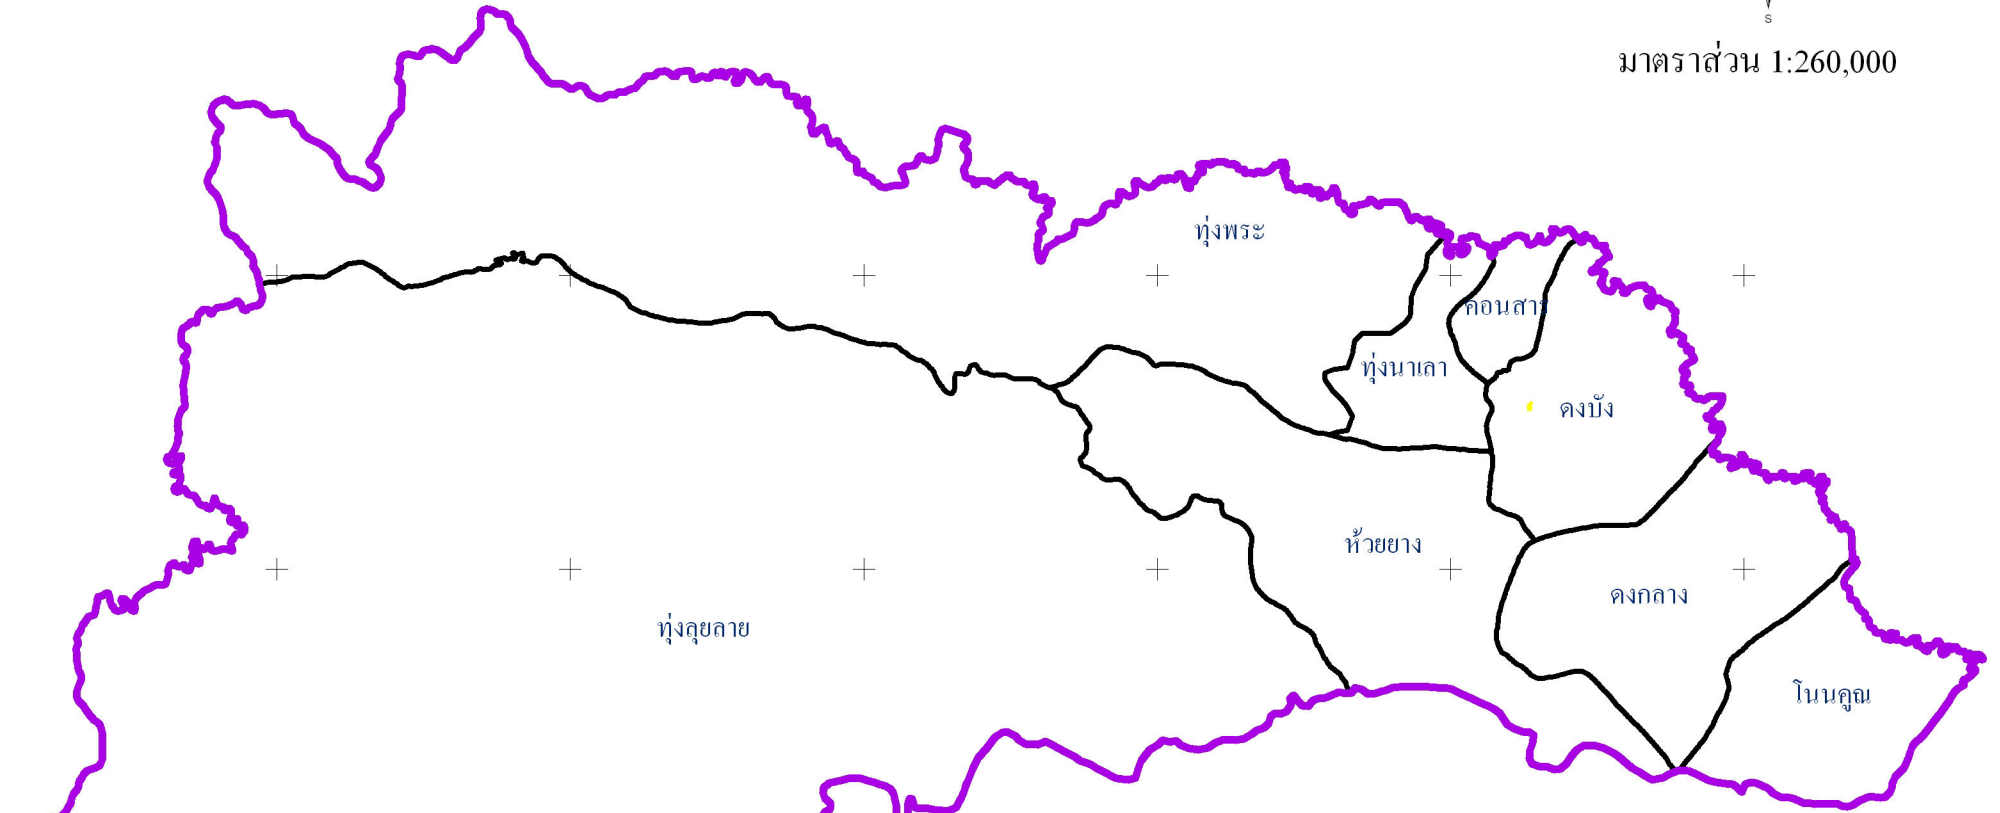 S
มาตราส่วน 1:260,000
ทุ่งพระ
คอนสาร
ทุ่งนาเลา
ดงบัง
ห้วยยาง
ดงกลาง
ทุ่งลุยลาย
โนนคูณ